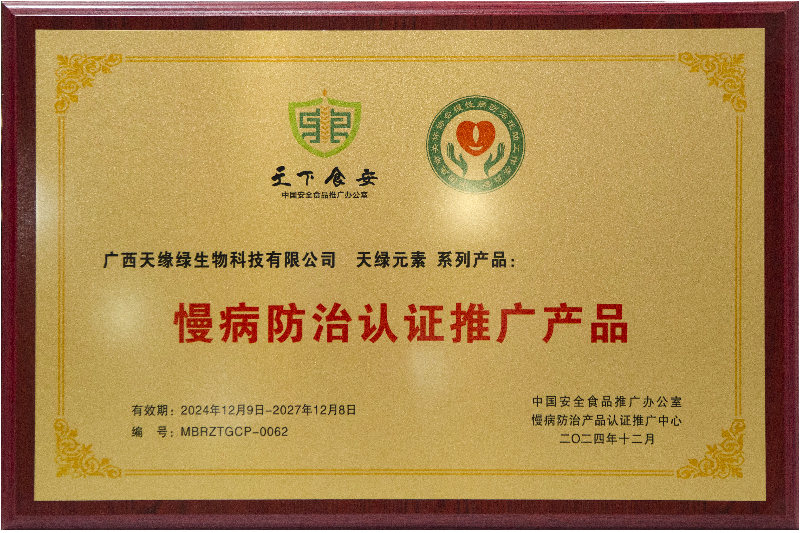 天下食安
中国安全食品推广办公室
广西天缘绿生物科技有限公司 天绿元素 系列产品：
慢病防治认证推广产品
有效期：2024年12月9日-2027年12月8日
编 号：MBRZTGCP-0062
中国安全食品推广办公室
慢病防治产品认证推广中心
二〇二四年十二月